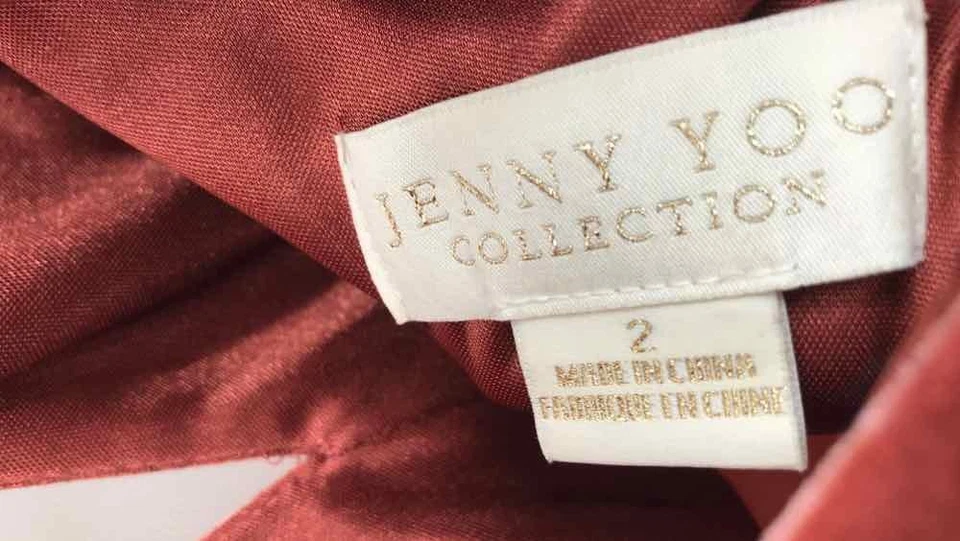 JENNY YOO
COLLECTION
2
MADE IN CHINA
FABRIQUE EN CHINE